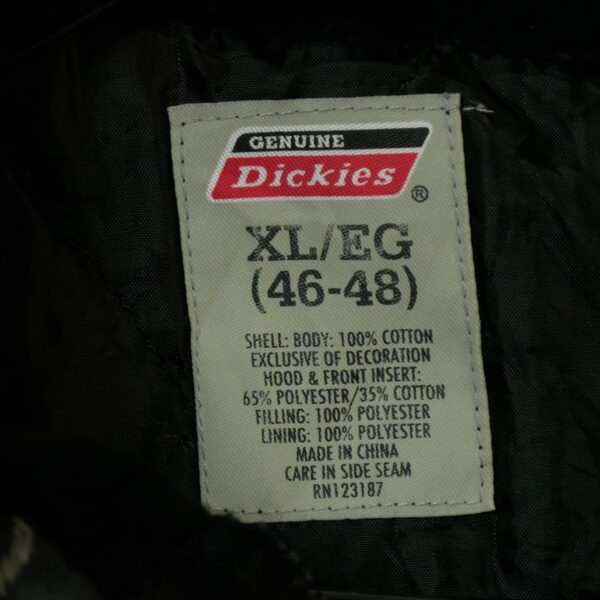 GENUINE
Dickies®
XL/EG
(46-48)
SHELL: BODY: 100% COTTON
EXCLUSIVE OF DECORATION
HOOD & FRONT INSERT:
65% POLYESTER/35% COTTON
FILLING: 100% POLYESTER
LINING: 100% POLYESTER
MADE IN CHINA
CARE IN SIDE SEAM
RN123187